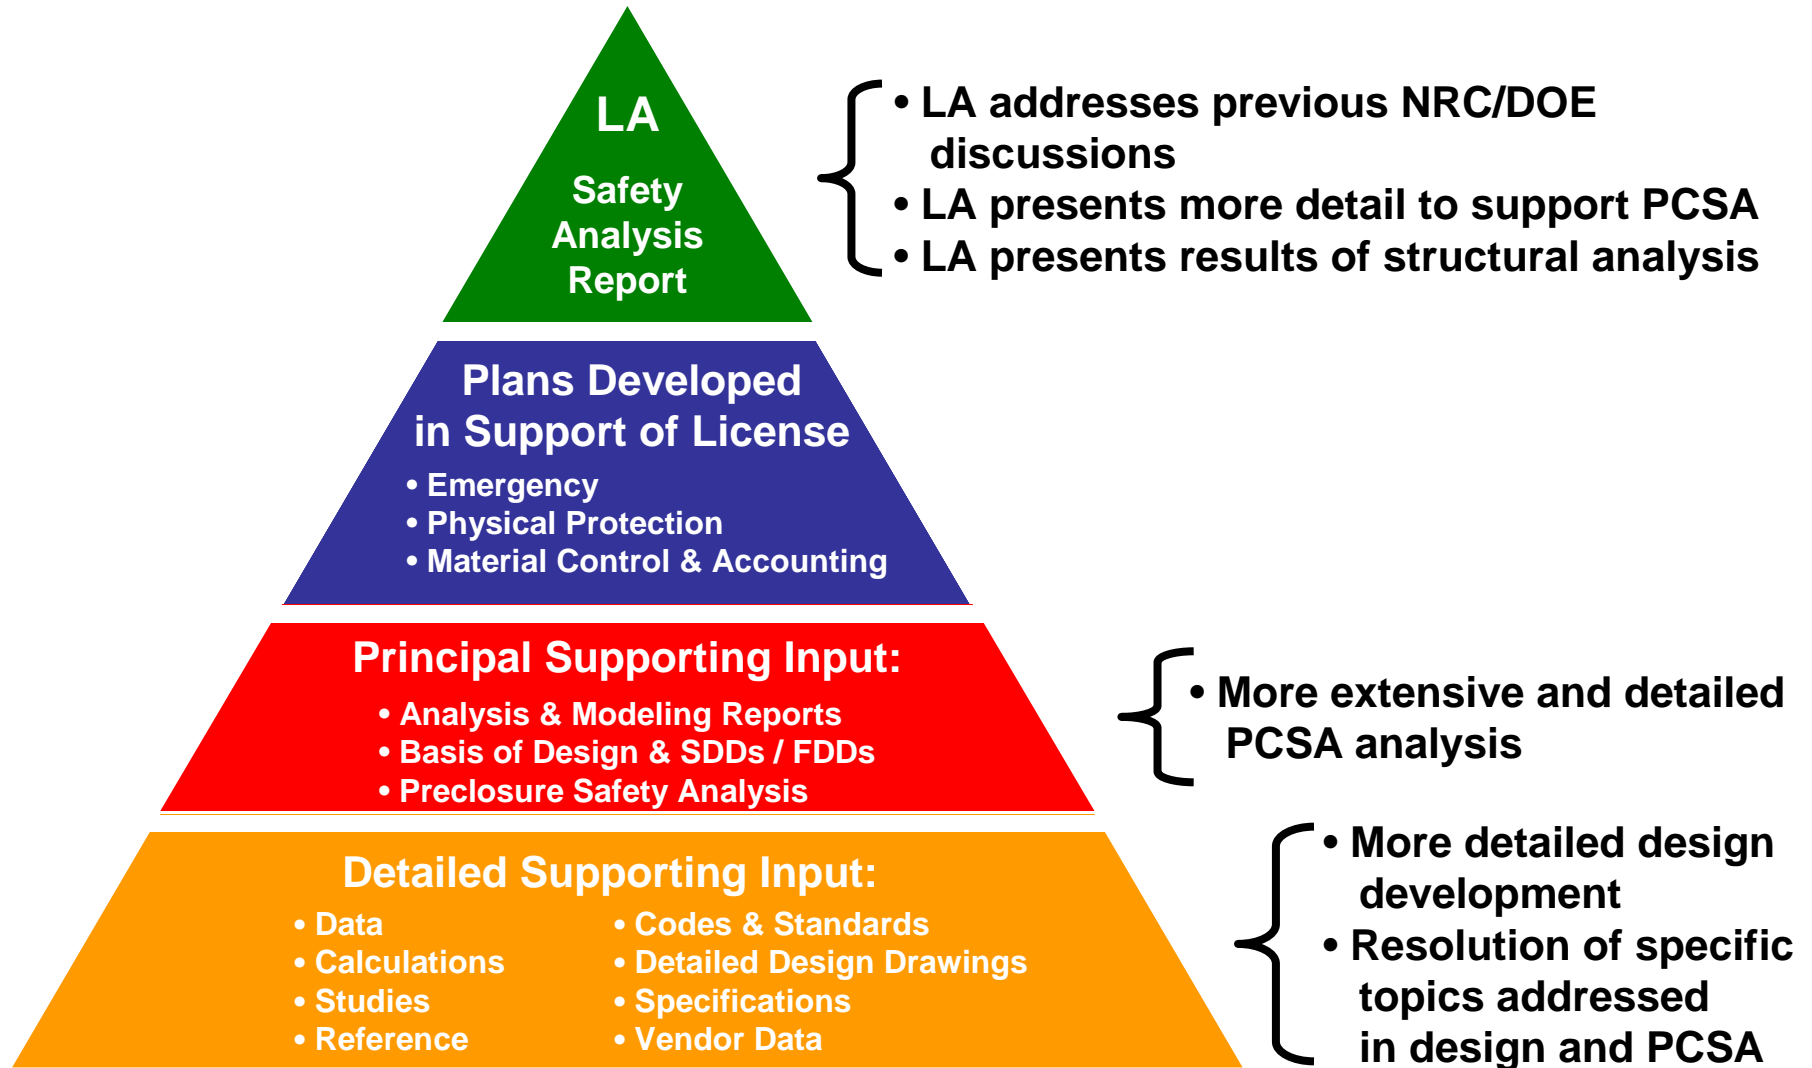 LA
Safety
Analysis
Report
• LA addresses previous NRC/DOE
discussions
• LA presents more detail to support PCSA
• LA presents results of structural analysis
Plans Developed
in Support of License
• Emergency
• Physical Protection
• Material Control & Accounting
Principal Supporting Input:
• Analysis & Modeling Reports
• Basis of Design & SDDs / FDDs
• Preclosure Safety Analysis
• More extensive and detailed
PCSA analysis
Detailed Supporting Input:
• Data
• Calculations
• Studies
• Reference
• Codes & Standards
• Detailed Design Drawings
• Specifications
• Vendor Data
• More detailed design
development
• Resolution of specific
topics addressed
in design and PCSA